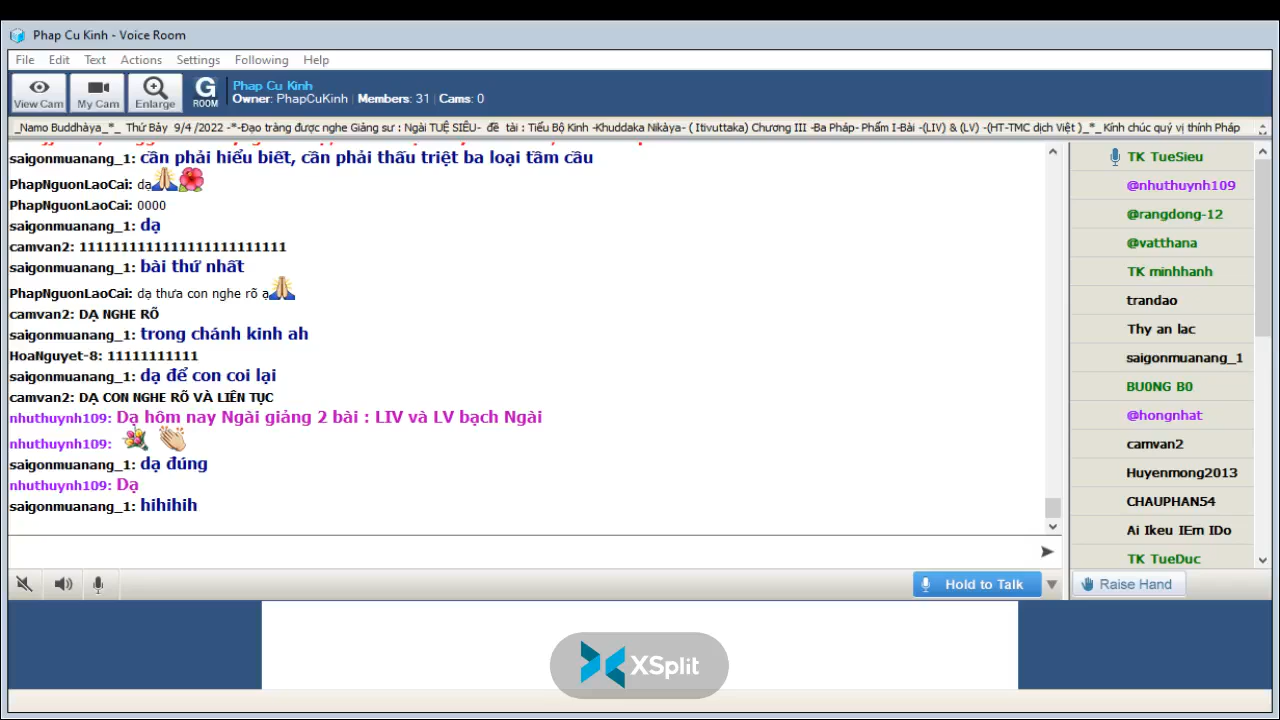 Phap Cu Kinh - Voice Room
File Edit Text Actions Settings Following Help
View Cam My Cam Enlarge G ROOM
Phap Cu Kinh
Owner: PhapCuKinh | Members: 31 | Cams: 0
_Namo Buddhàya_*_ Thứ Bảy 9/4 /2022 -*-Đạo tràng được nghe Giảng sư : Ngài TUỆ SIÊU- đề tài : Tiểu Bộ Kinh -Khuddaka Nikàya- ( Itivuttaka) Chương III -Ba Pháp- Phẩm I-Bài -(LIV) & (LV) -(HT-TMC dịch Việt )_*_ Kính chúc quý vị thính Pháp
saigonmuanang_1: cần phải hiểu biết, cần phải thấu triệt ba loại tầm cầu
PhapNguonLaoCai: dạ
PhapNguonLaoCai: 0000
saigonmuanang_1: dạ
camvan2: 1111111111111111111111111
saigonmuanang_1: bài thứ nhất
PhapNguonLaoCai: dạ thưa con nghe rõ ạ
camvan2: DẠ NGHE RÕ
saigonmuanang_1: trong chánh kinh ah
HoaNguyet-8: 11111111111
saigonmuanang_1: dạ để con coi lại
camvan2: DẠ CON NGHE RÕ VÀ LIÊN TỤC
nhuthuynh109: Dạ hôm nay Ngài giảng 2 bài : LIV và LV bạch Ngài
nhuthuynh109:
saigonmuanang_1: dạ đúng
nhuthuynh109: Dạ
saigonmuanang_1: hihihih
TK TueSieu
@nhuthuynh109
@rangdong-12
@vatthana
TK minhhanh
trandao
Thy an lac
saigonmuanang_1
BU0NG B0
@hongnhat
camvan2
Huyenmong2013
CHAUPHAN54
Ai Ikeu IEm IDo
TK TueDuc
Hold to Talk
Raise Hand
XSplit